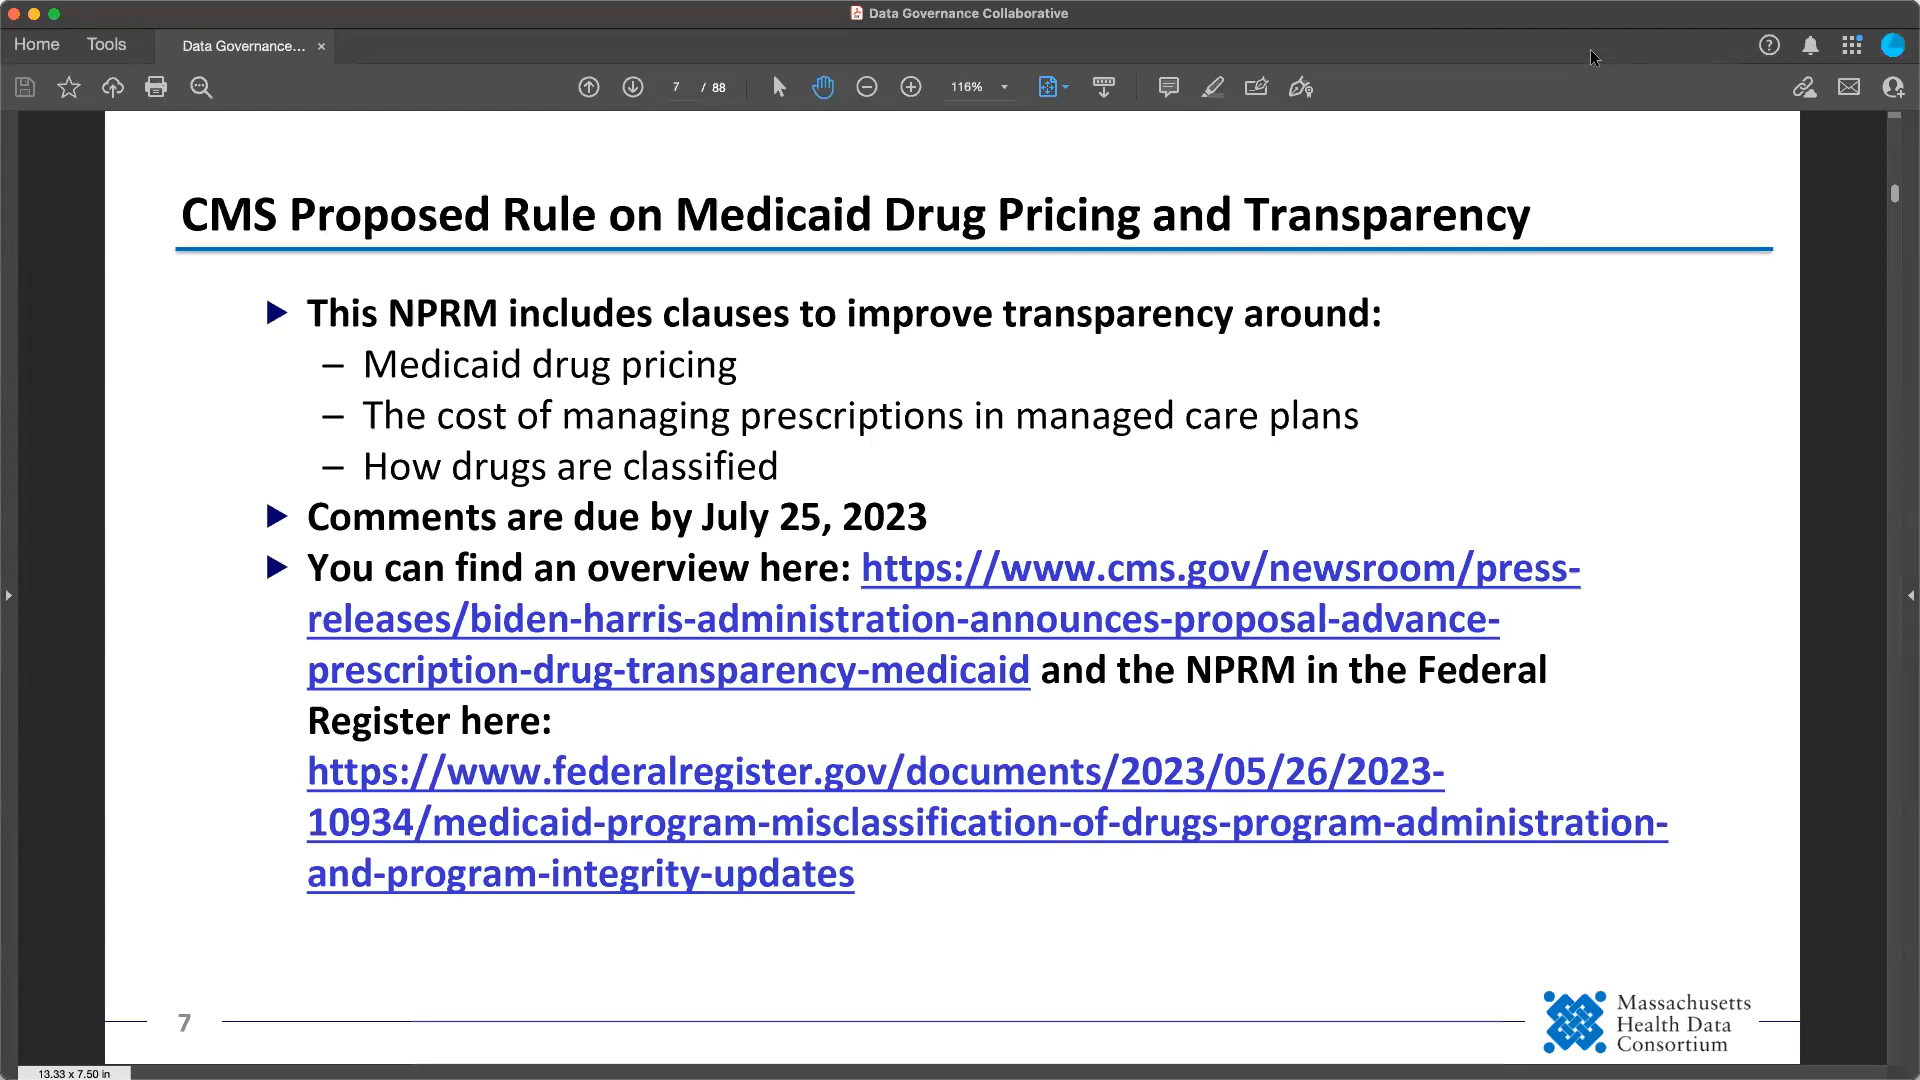 Data Governance Collaborative
Home Tools Data Governance... ×
7 / 88 116%
CMS Proposed Rule on Medicaid Drug Pricing and Transparency
This NPRM includes clauses to improve transparency around:
– Medicaid drug pricing
– The cost of managing prescriptions in managed care plans
– How drugs are classified
Comments are due by July 25, 2023
You can find an overview here: https://www.cms.gov/newsroom/press-
releases/biden-harris-administration-announces-proposal-advance-
prescription-drug-transparency-medicaid and the NPRM in the Federal
Register here:
https://www.federalregister.gov/documents/2023/05/26/2023-
10934/medicaid-program-misclassification-of-drugs-program-administration-
and-program-integrity-updates
7
Massachusetts
Health Data
Consortium
13.33 x 7.50 in